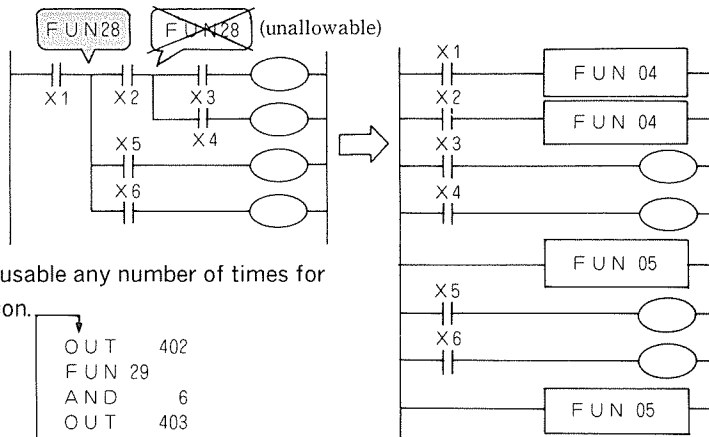 FUN28 FUN28 (unallowable)
X1 X2 X3
X4
X5
X6
usable any number of times for
on.
OUT 402
FUN 29
AND 6
OUT 403
X1
FUN 04
X2
FUN 04
X3
X4
FUN 05
X5
X6
FUN 05